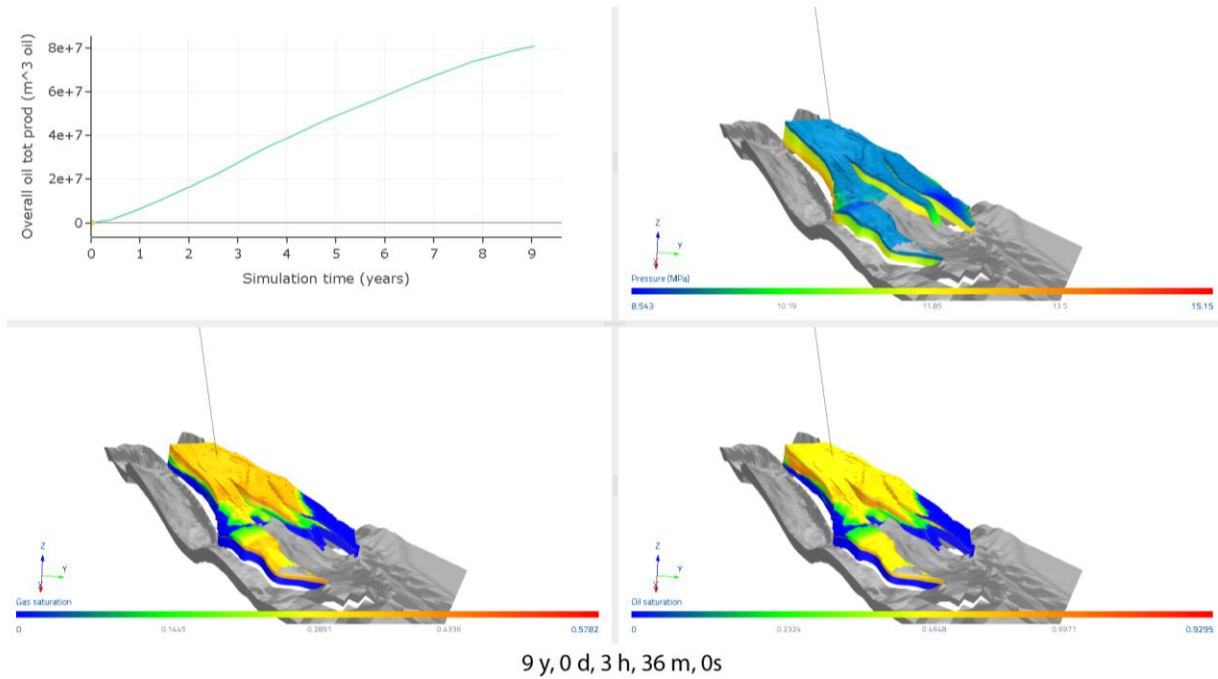 Overall oil tot prod (m^3 oil)
8e+7
6e+7
4e+7
2e+7
0
0 1 2 3 4 5 6 7 8 9
Simulation time (years)
Z
Y
Pressure (MPa)
8.543 10.19 11.85 13.5 15.15
Z
Y
Gas saturation
0 0.1445 0.2891 0.4336 0.5782
Z
Y
Oil saturation
0 0.2324 0.4648 0.6971 0.9295
9 y, 0 d, 3 h, 36 m, 0s